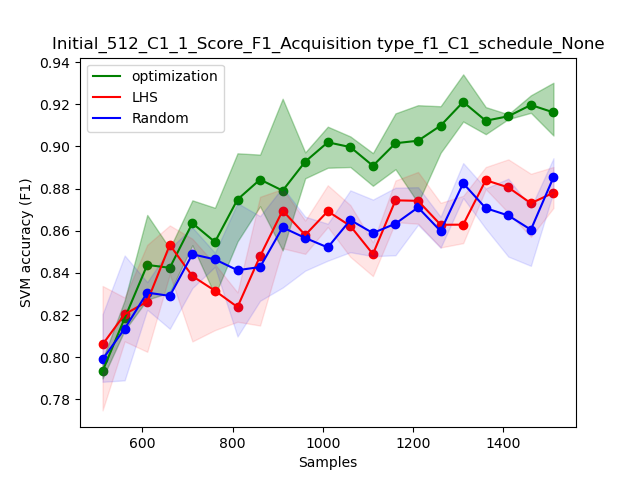 Initial_512_C1_1_Score_F1_Acquisition type_f1_C1_schedule_None
SVM accuracy (F1)
0.94
0.92
0.90
0.88
0.86
0.84
0.82
0.80
0.78
optimization
LHS
Random
600
800
1000
1200
1400
Samples